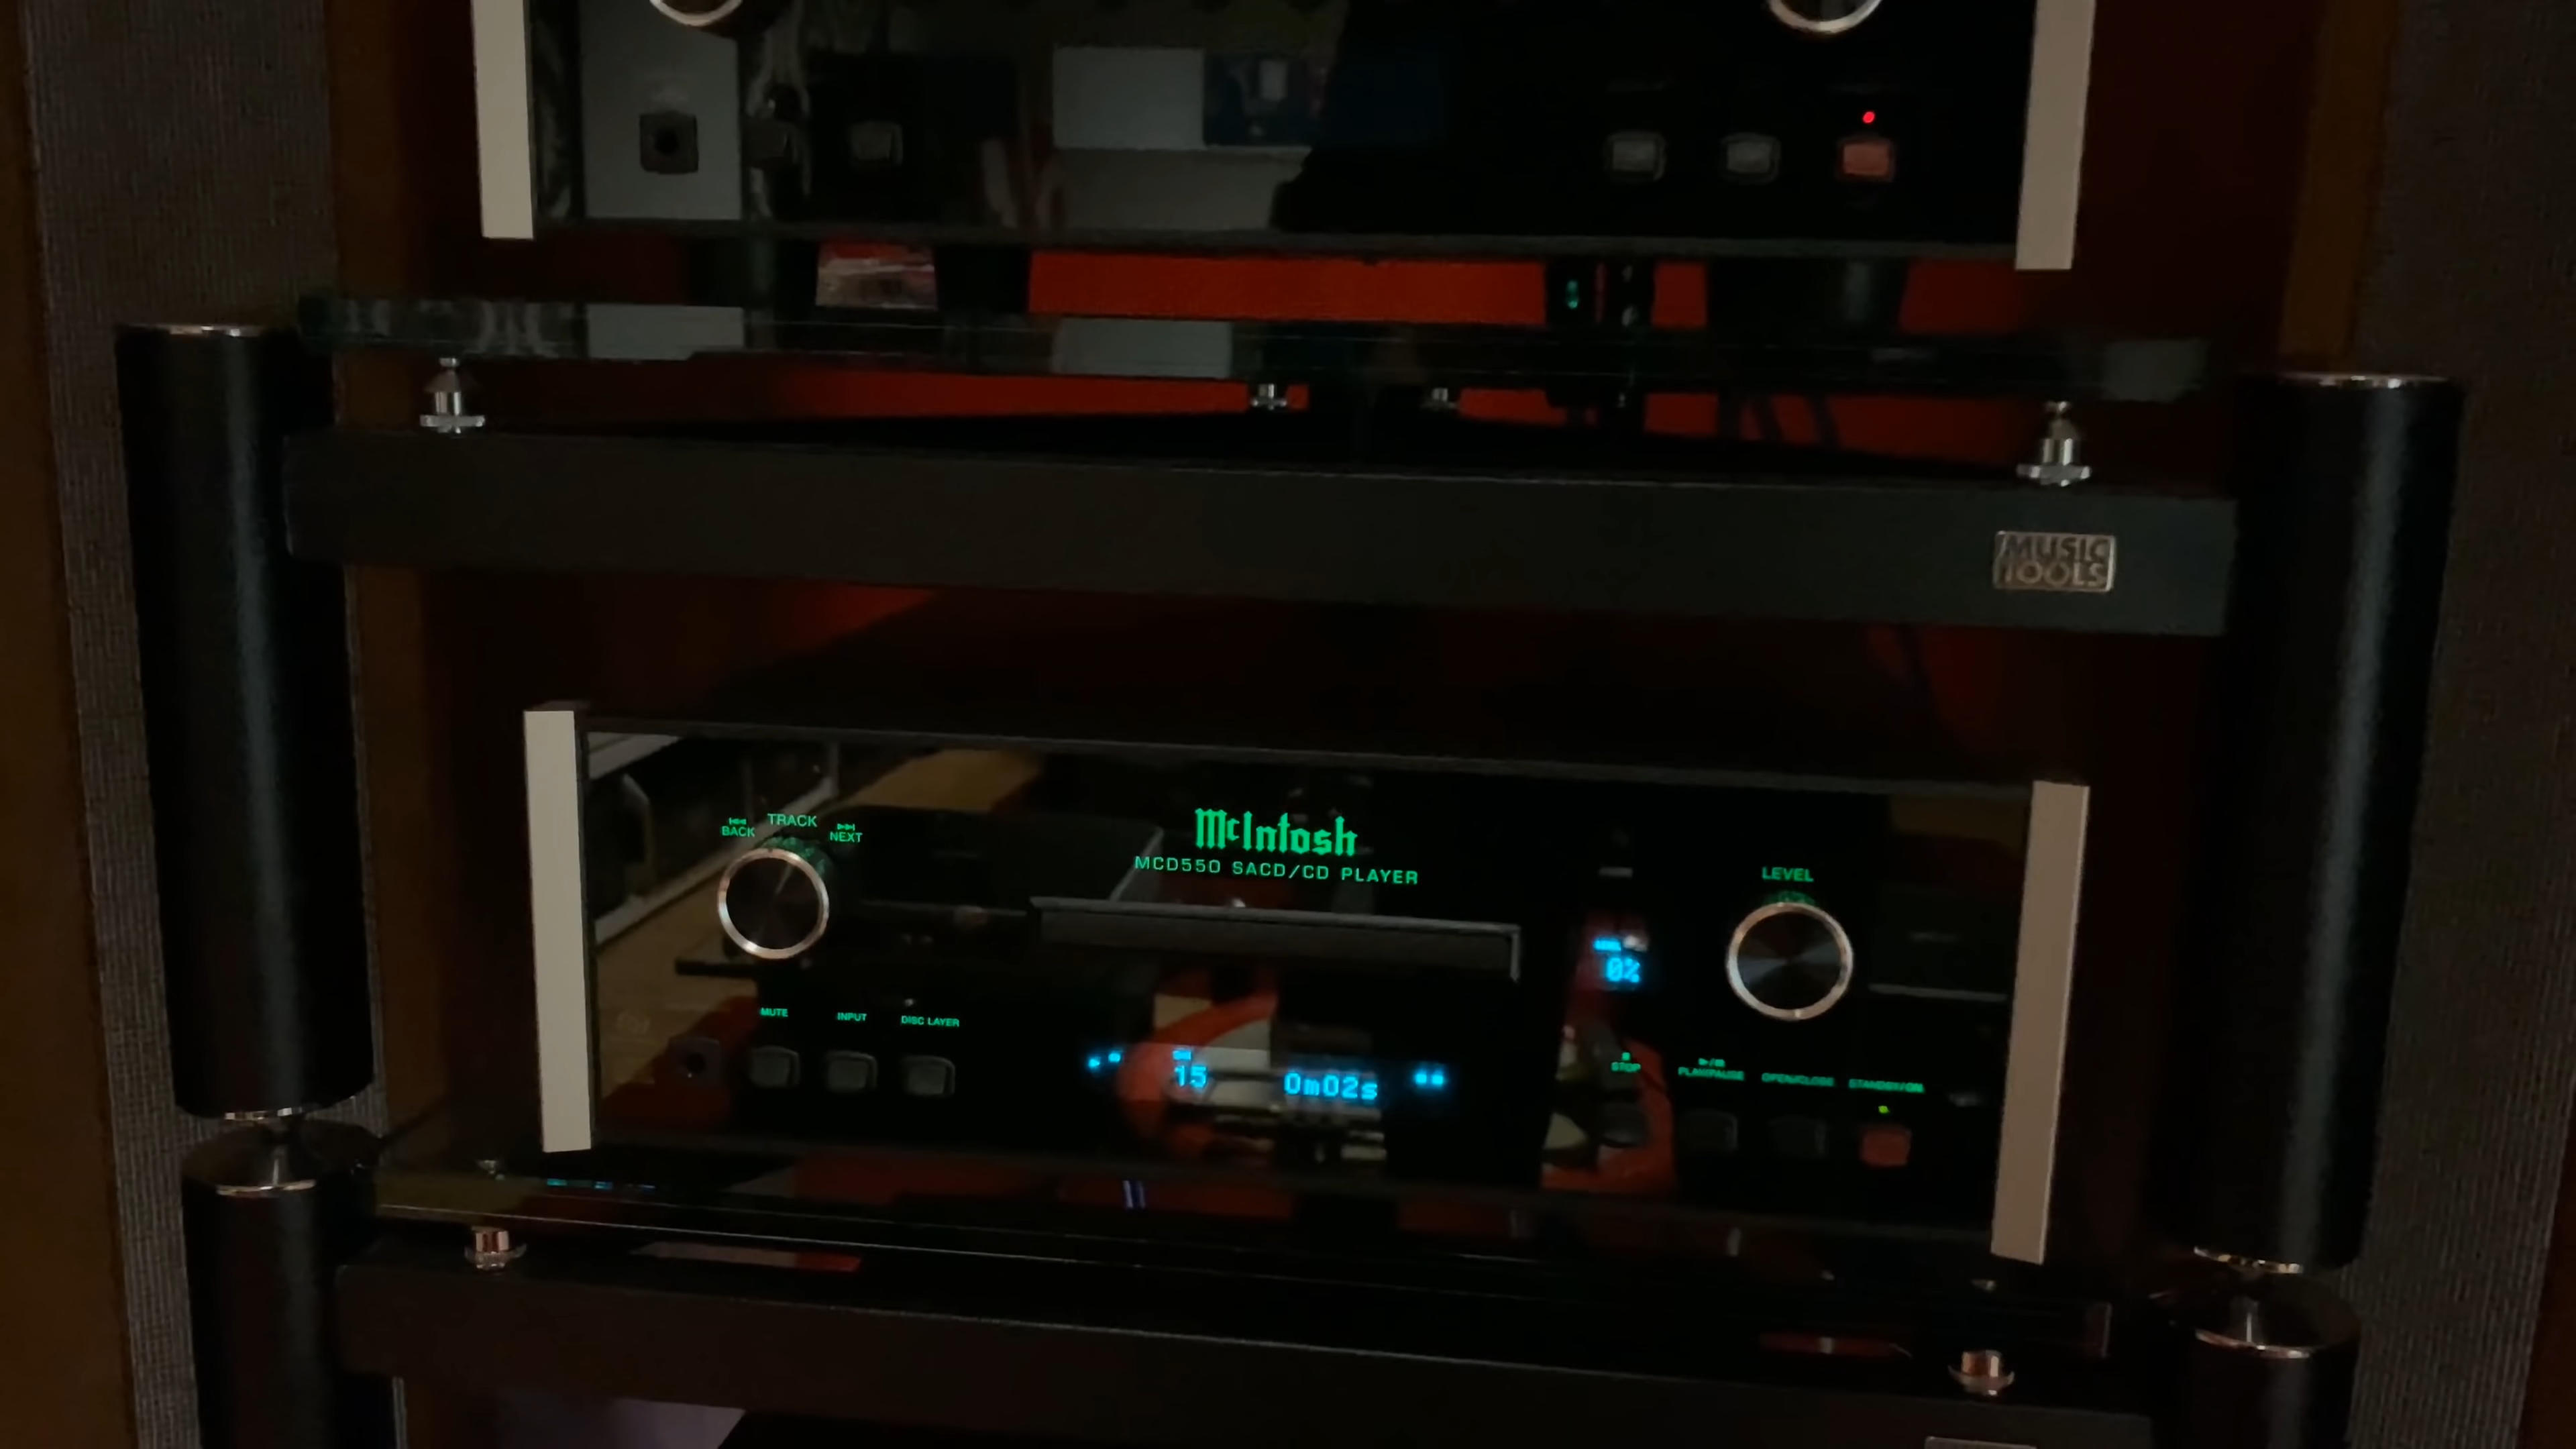 MUSIC
TOOLS
McIntosh
MCD550 SACD/CD PLAYER
TRACK
BACK
NEXT
LEVEL
0%
MUTE
INPUT
DISC LAYER
15
0m02s
STOP
PLAY/PAUSE
OPEN/CLOSE
STANDBY/ON